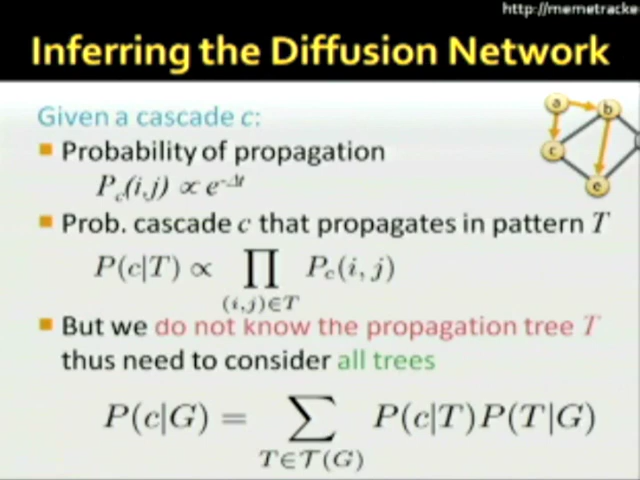 http://memetracke
Inferring the Diffusion Network
Given a cascade c:
Probability of propagation
P_c(i,j) ∝ e^{-Δt}
Prob. cascade c that propagates in pattern T
P(c|T) ∝ ∏_{(i,j)∈T} P_c(i, j)
But we do not know the propagation tree T
thus need to consider all trees
P(c|G) = ∑_{T∈𝒯(G)} P(c|T)P(T|G)
a
b
c
e